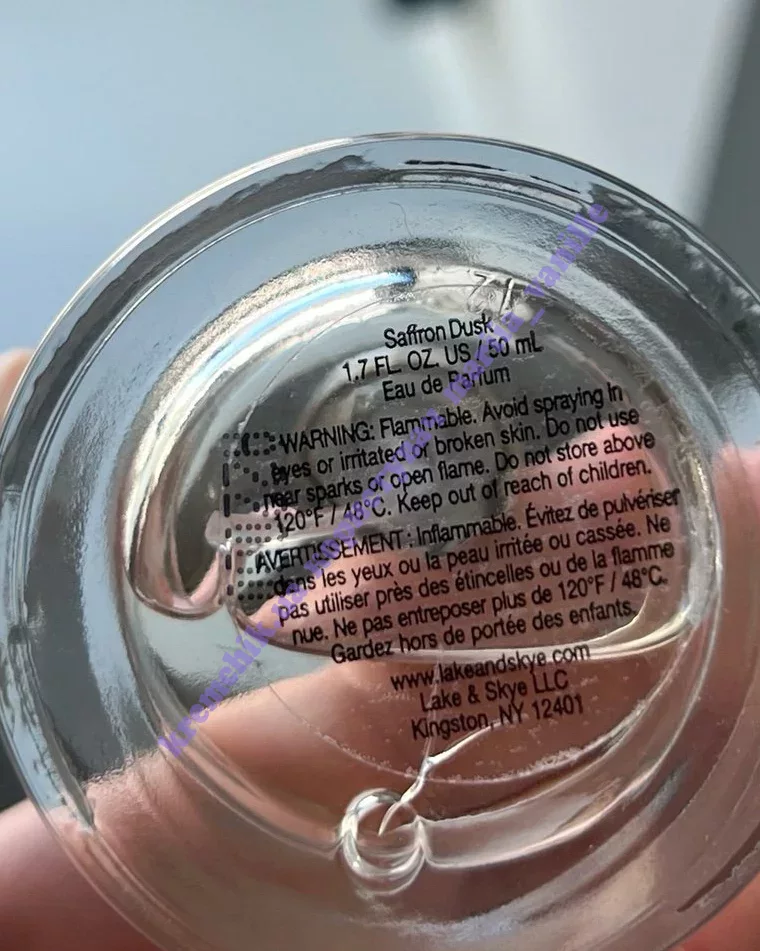 Saffron Dusk
1.7 FL. OZ. US / 50 mL
Eau de Parfum
WARNING: Flammable. Avoid spraying in
eyes or irritated or broken skin. Do not use
near sparks or open flame. Do not store above
120°F / 48°C. Keep out of reach of children.
AVERTISSEMENT : Inflammable. Évitez de pulvériser
dans les yeux ou la peau irritée ou cassée. Ne
pas utiliser près des étincelles ou de la flamme
nue. Ne pas entreposer plus de 120°F / 48°C.
Gardez hors de portée des enfants.
www.lakeandskye.com
Lake & Skye LLC
Kingston, NY 12401